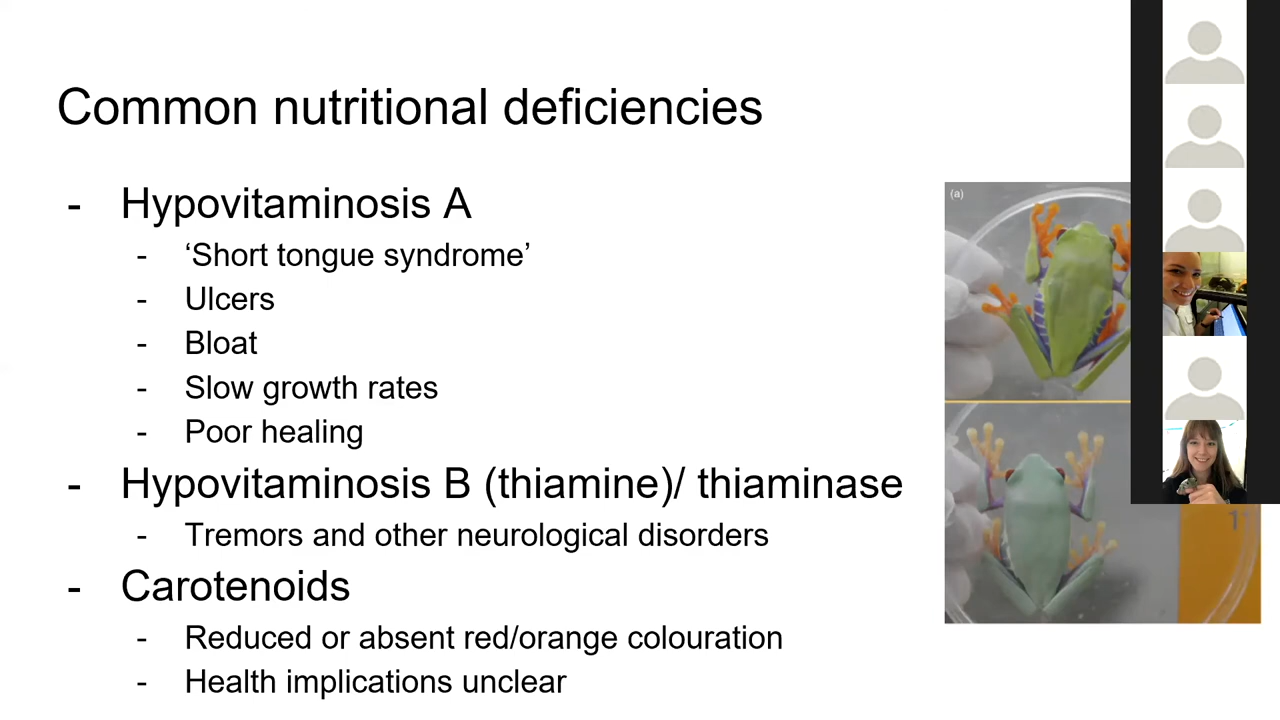 Common nutritional deficiencies
- Hypovitaminosis A
- ‘Short tongue syndrome’
- Ulcers
- Bloat
- Slow growth rates
- Poor healing
- Hypovitaminosis B (thiamine)/ thiaminase
- Tremors and other neurological disorders
- Carotenoids
- Reduced or absent red/orange colouration
- Health implications unclear
(a)
1